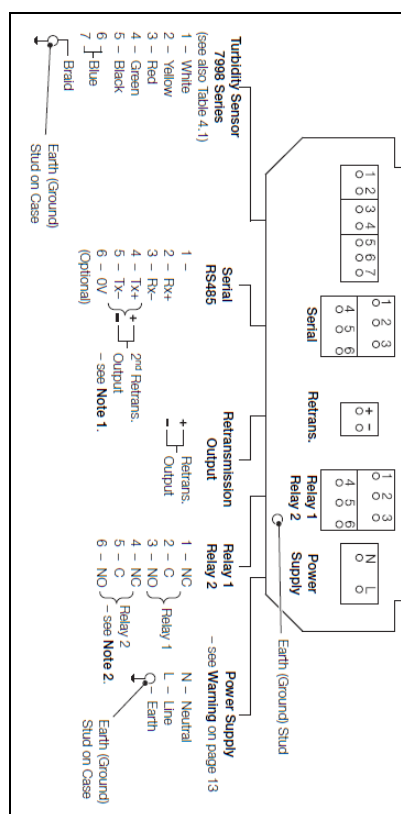 1 2 3 4 5 6 7
1 2 3
4 5 6
Serial
+ –
Retrans.
1 2 3
4 5 6
Relay 1
Relay 2
N L
Power
Supply
Earth (Ground) Stud
Turbidity Sensor
7998 Series
(see also Table 4.1)
1 – White
2 – Yellow
3 – Red
4 – Green
5 – Black
6
7
Blue
Braid
Earth (Ground)
Stud on Case
Serial
RS485
1 –
2 – Rx+
3 – Rx–
4 – Tx+
5 – Tx–
6 – 0V
(Optional)
+
–
2nd Retrans.
Output
– see Note 1.
Retransmission
Output
+
–
Retrans.
Output
Relay 1
Relay 2
1 – NC
2 – C
3 – NO
Relay 1
4 – NC
5 – C
6 – NO
Relay 2
– see Note 2.
Power Supply
– see Warning on page 13
N – Neutral
L – Line
– Earth
Earth (Ground)
Stud on Case